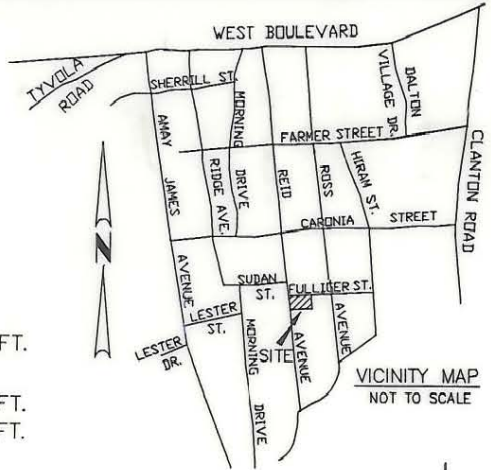 WEST BOULEVARD
TYVOLA
ROAD
SHERRILL ST.
AMAY
JAMES
AVENUE
RIDGE AVE.
MORNING
DRIVE
REID
ROSS
HIRAM ST.
VILLAGE DR.
DALTON
FARMER STREET
CLANTON ROAD
CARONIA STREET
SUDAN
ST.
FULLIGER ST.
LESTER
ST.
LESTER
DR.
MORNING
DRIVE
SITE
AVENUE
AVENUE
N
VICINITY MAP
NOT TO SCALE
FT.
FT.
FT.